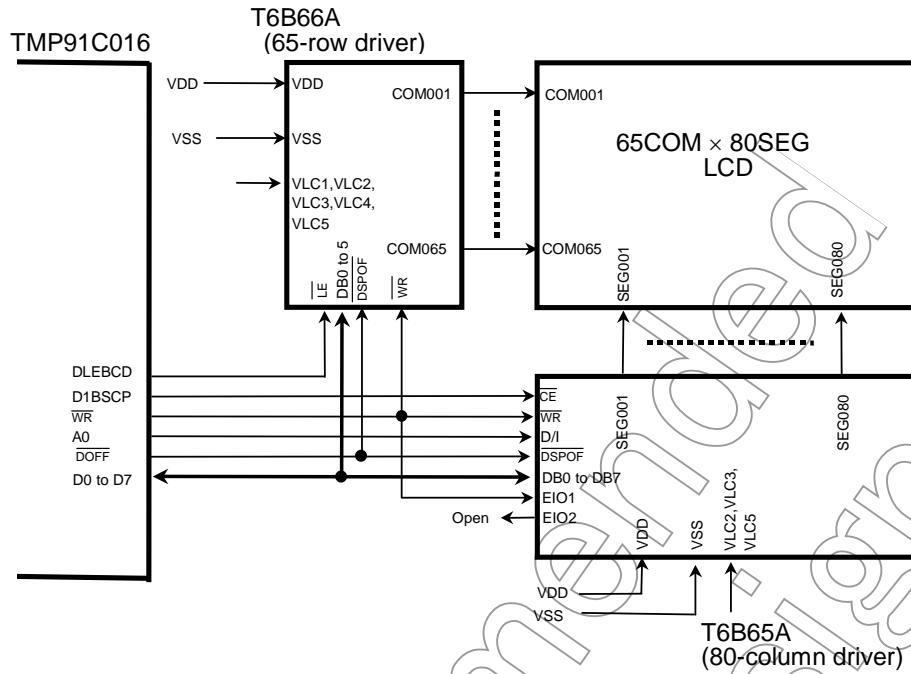 T6B66A
(65-row driver)
TMP91C016
VDD
VDD
COM001
COM001
VSS
VSS
65COM × 80SEG
LCD
VLC1,VLC2,
VLC3,VLC4,
VLC5
COM065
COM065
LE
DB0 to 5
DSPOF
WR
SEG001
SEG080
DLEBCD
D1BSCP
WR
A0
DOFF
D0 to D7
CE
WR
D/I
DSPOF
DB0 to DB7
EIO1
EIO2
Open
SEG001
SEG080
VDD
VSS
VLC2,VLC3,
VLC5
VDD
VSS
T6B65A
(80-column driver)